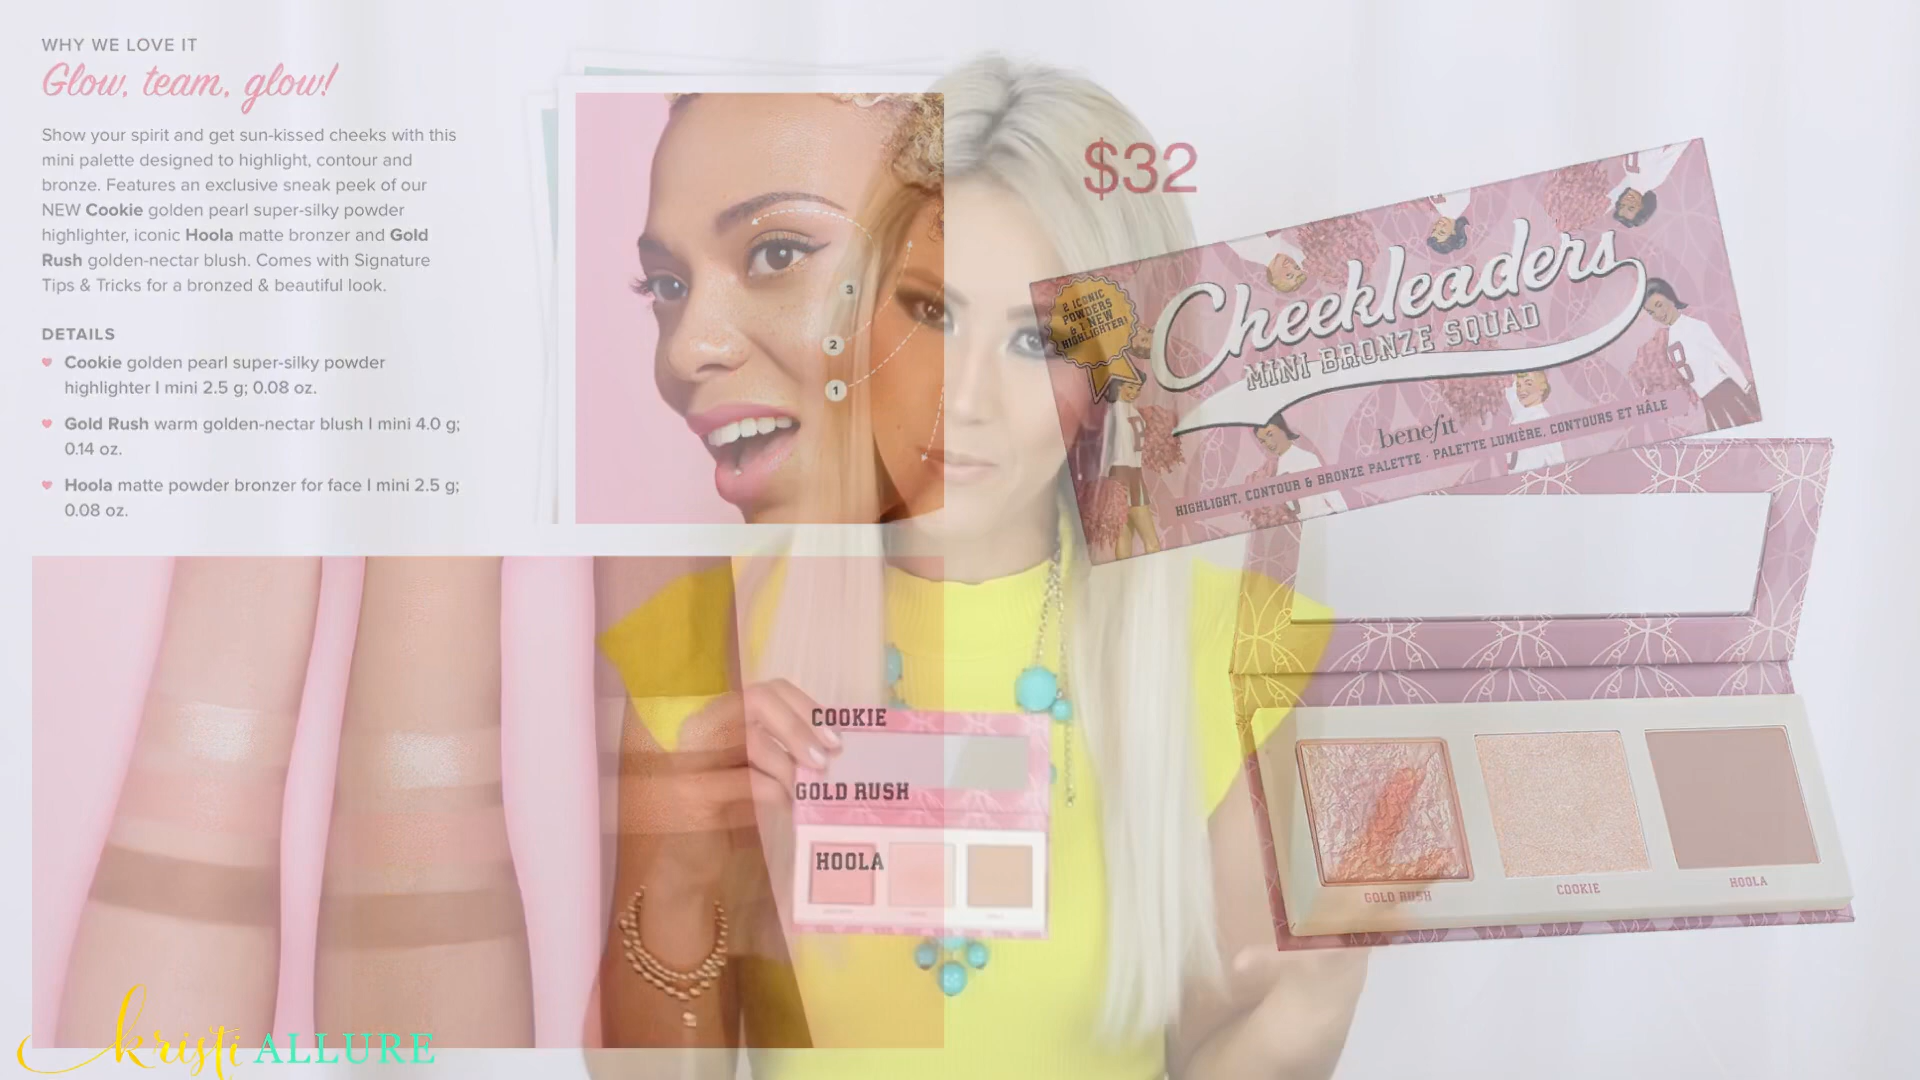 WHY WE LOVE IT
Glow, team, glow!
Show your spirit and get sun-kissed cheeks with this
mini palette designed to highlight, contour and
bronze. Features an exclusive sneak peek of our
NEW Cookie golden pearl super-silky powder
highlighter, iconic Hoola matte bronzer and Gold
Rush golden-nectar blush. Comes with Signature
Tips & Tricks for a bronzed & beautiful look.
DETAILS
Cookie golden pearl super-silky powder
highlighter I mini 2.5 g; 0.08 oz.
Gold Rush warm golden-nectar blush I mini 4.0 g;
0.14 oz.
Hoola matte powder bronzer for face I mini 2.5 g;
0.08 oz.
3
2
1
$32
2 ICONIC
POWDERS
& 1 NEW
HIGHLIGHTER!
Cheekleaders
MINI BRONZE SQUAD
benefit
HIGHLIGHT, CONTOUR & BRONZE PALETTE · PALETTE LUMIÈRE, CONTOURS ET HÂLE
COOKIE
GOLD RUSH
HOOLA
GOLD RUSH
COOKIE
HOOLA
kristi ALLURE